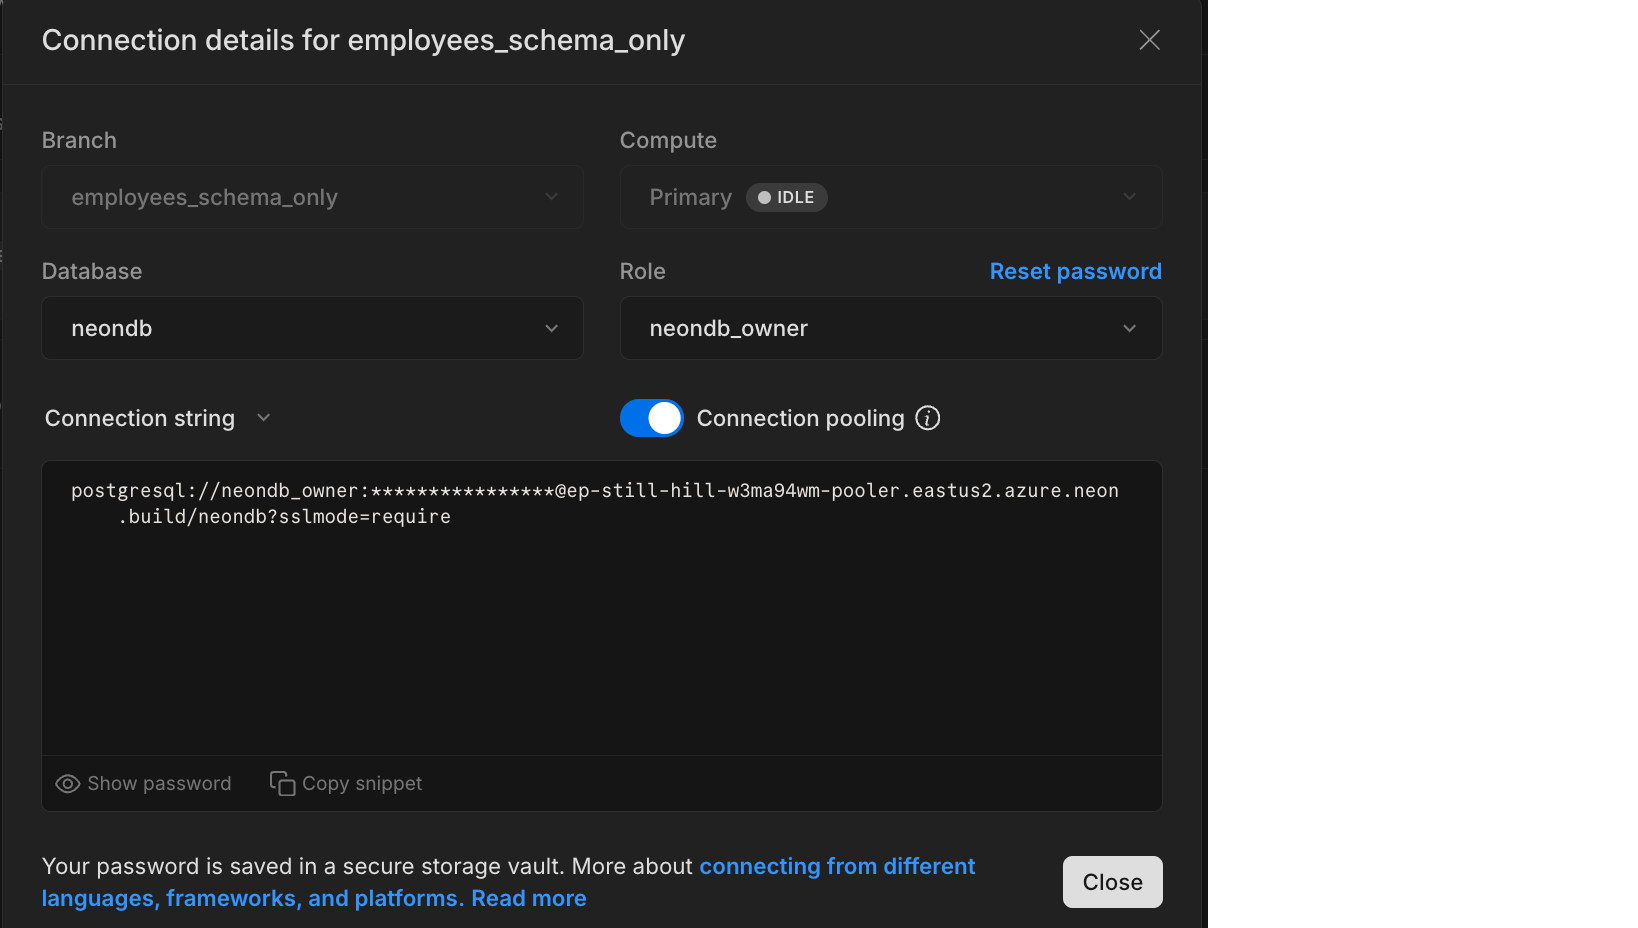 Connection details for employees_schema_only
Branch
Compute
employees_schema_only
Primary IDLE
Database
Role
Reset password
neondb
neondb_owner
Connection string
Connection pooling
postgresql://neondb_owner:****************@ep-still-hill-w3ma94wm-pooler.eastus2.azure.neon
.build/neondb?sslmode=require
Show password
Copy snippet
Your password is saved in a secure storage vault. More about connecting from different
languages, frameworks, and platforms. Read more
Close